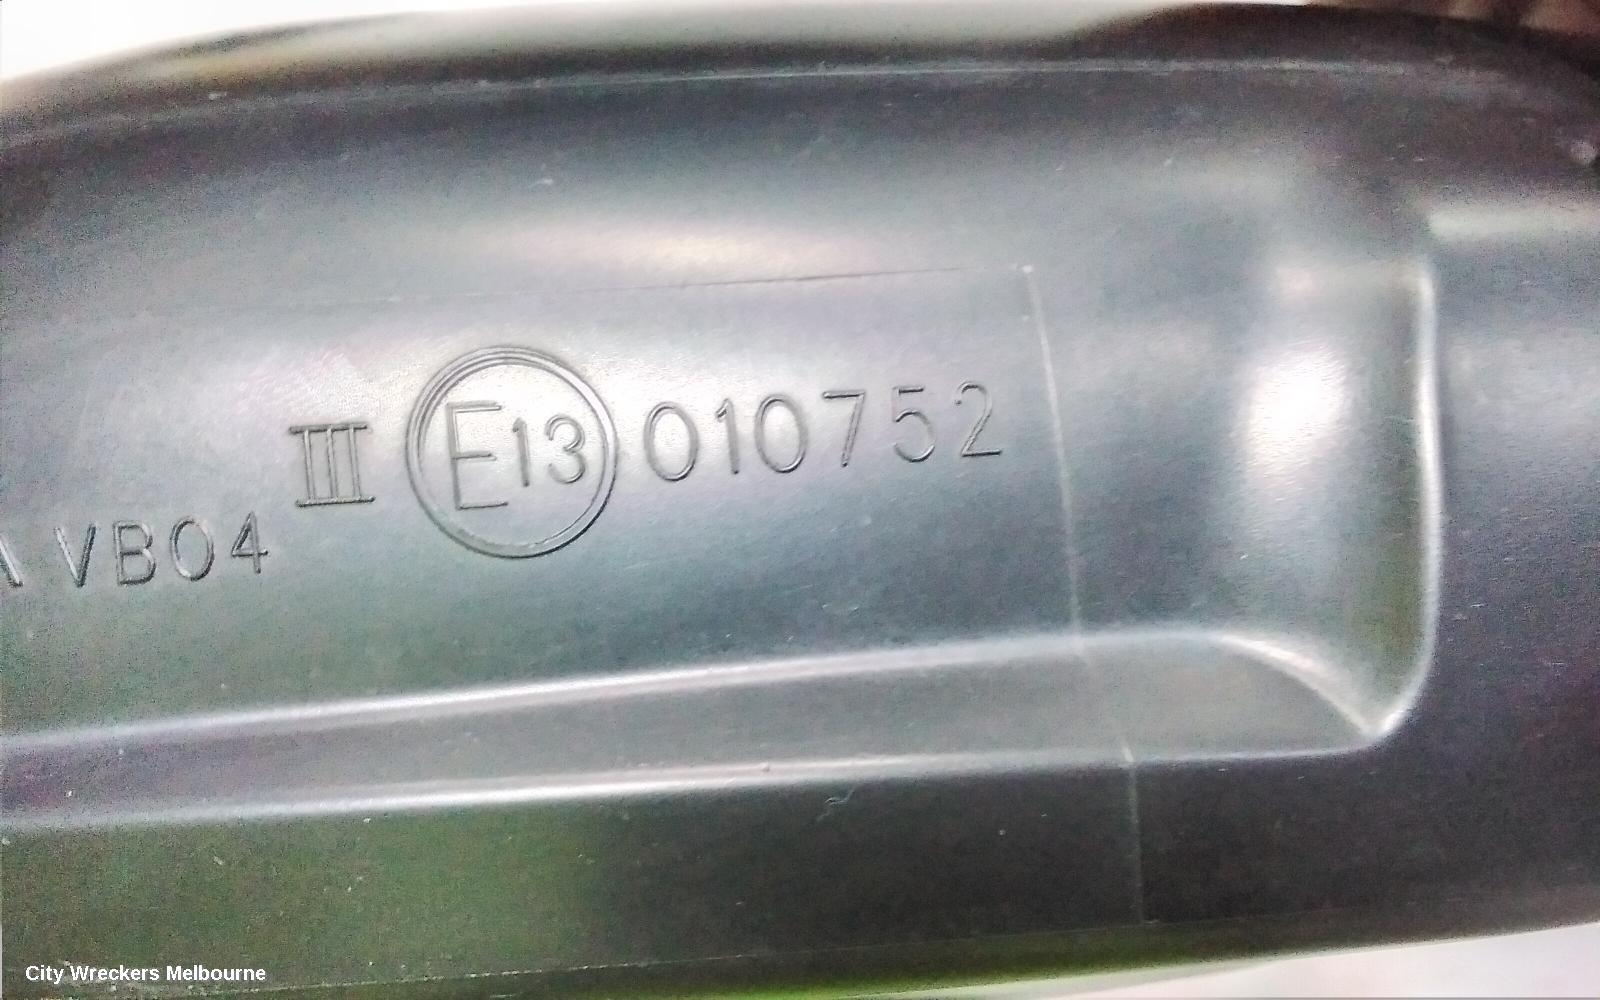 III E13 010752
VB04
City Wreckers Melbourne